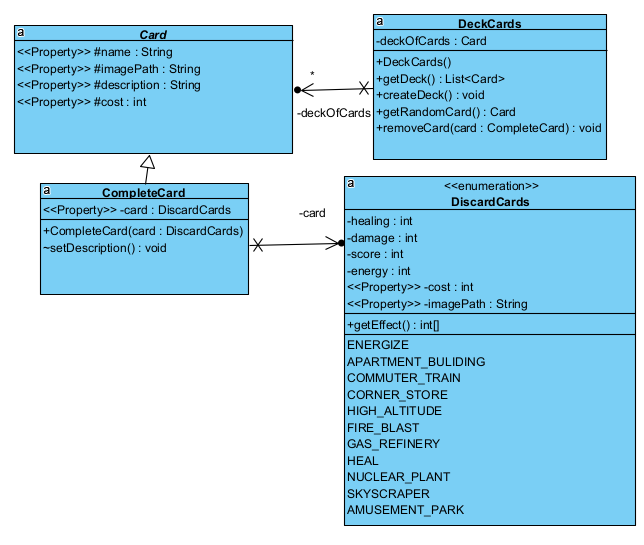 a
Card
<<Property>> #name : String
<<Property>> #imagePath : String
<<Property>> #description : String
<<Property>> #cost : int
a
DeckCards
-deckOfCards : Card
+DeckCards()
+getDeck() : List<Card>
+createDeck() : void
+getRandomCard() : Card
+removeCard(card : CompleteCard) : void
*
-deckOfCards
a
CompleteCard
<<Property>> -card : DiscardCards
+CompleteCard(card : DiscardCards)
~setDescription() : void
-card
a
<<enumeration>>
DiscardCards
-healing : int
-damage : int
-score : int
-energy : int
<<Property>> -cost : int
<<Property>> -imagePath : String
+getEffect() : int[]
ENERGIZE
APARTMENT_BULIDING
COMMUTER_TRAIN
CORNER_STORE
HIGH_ALTITUDE
FIRE_BLAST
GAS_REFINERY
HEAL
NUCLEAR_PLANT
SKYSCRAPER
AMUSEMENT_PARK